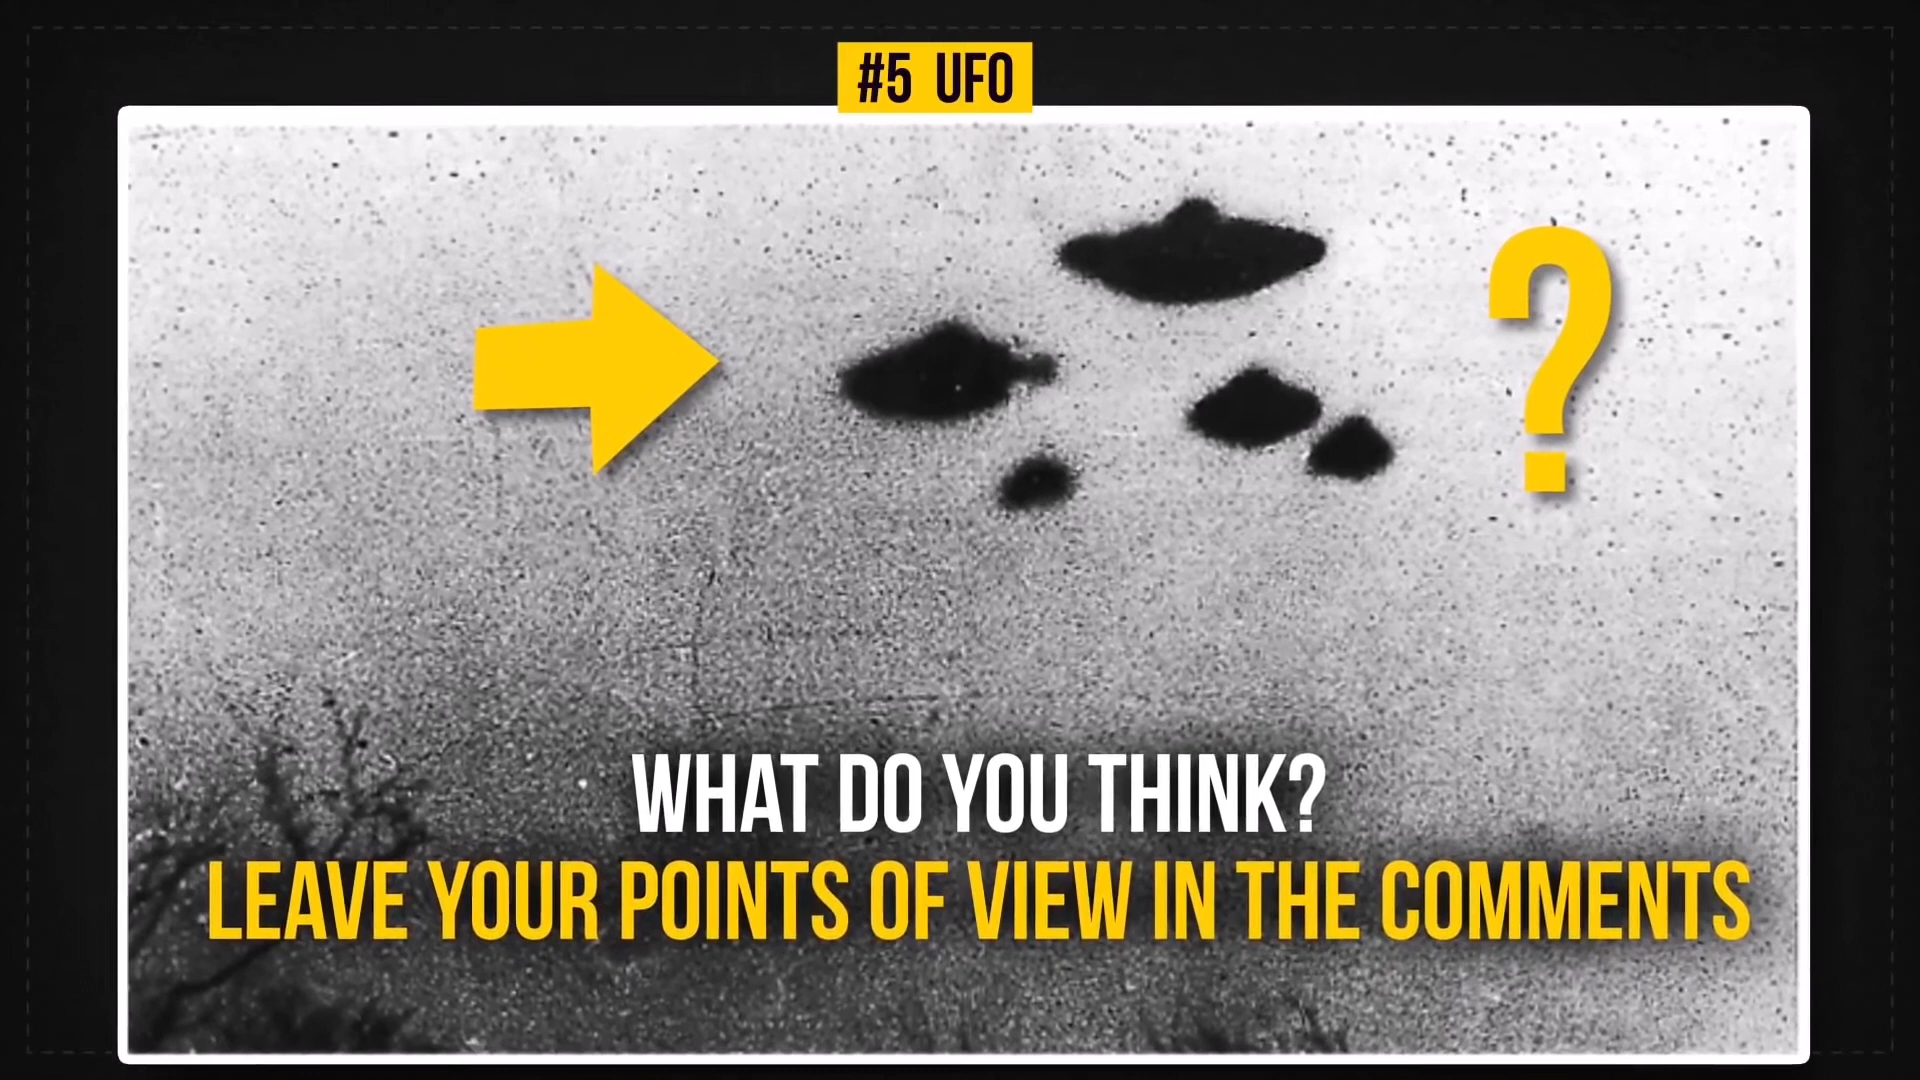 #5 UFO
?
WHAT DO YOU THINK?
LEAVE YOUR POINTS OF VIEW IN THE COMMENTS